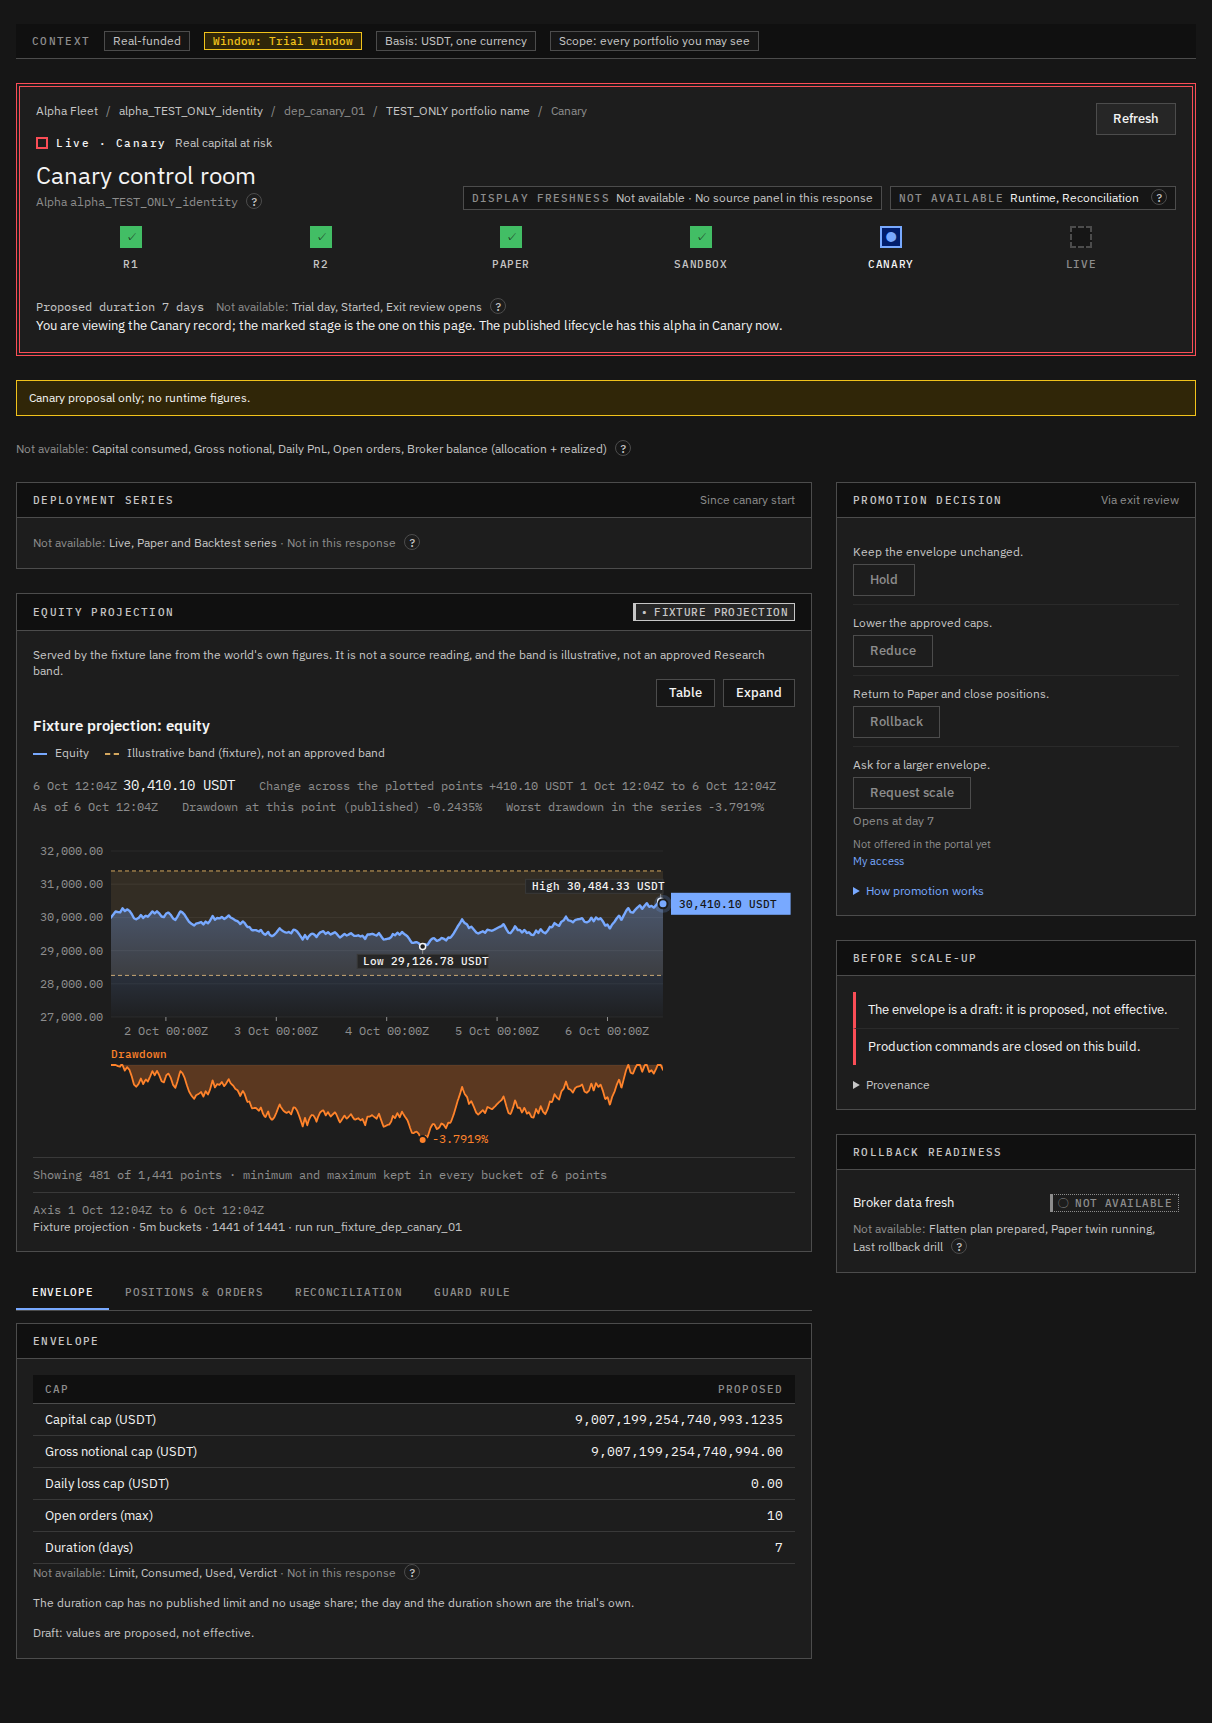 CONTEXT Real-funded Window: Trial window Basis: USDT, one currency Scope: every portfolio you may see
Alpha Fleet / alpha_TEST_ONLY_identity / dep_canary_01 / TEST_ONLY portfolio name / Canary
Refresh
Live · Canary Real capital at risk
Canary control room
Alpha alpha_TEST_ONLY_identity ?
DISPLAY FRESHNESS Not available · No source panel in this response
NOT AVAILABLE Runtime, Reconciliation ?
✓ ✓ ✓ ✓
R1 R2 PAPER SANDBOX CANARY LIVE
Proposed duration 7 days Not available: Trial day, Started, Exit review opens ?
You are viewing the Canary record; the marked stage is the one on this page. The published lifecycle has this alpha in Canary now.
Canary proposal only; no runtime figures.
Not available: Capital consumed, Gross notional, Daily PnL, Open orders, Broker balance (allocation + realized) ?
DEPLOYMENT SERIES Since canary start
Not available: Live, Paper and Backtest series · Not in this response ?
EQUITY PROJECTION • FIXTURE PROJECTION
Served by the fixture lane from the world's own figures. It is not a source reading, and the band is illustrative, not an approved Research
band.
Table Expand
Fixture projection: equity
Equity Illustrative band (fixture), not an approved band
6 Oct 12:04Z 30,410.10 USDT Change across the plotted points +410.10 USDT 1 Oct 12:04Z to 6 Oct 12:04Z
As of 6 Oct 12:04Z Drawdown at this point (published) -0.2435% Worst drawdown in the series -3.7919%
32,000.00
31,000.00
30,000.00
29,000.00
28,000.00
27,000.00
High 30,484.33 USDT
30,410.10 USDT
Low 29,126.78 USDT
2 Oct 00:00Z 3 Oct 00:00Z 4 Oct 00:00Z 5 Oct 00:00Z 6 Oct 00:00Z
Drawdown
-3.7919%
Showing 481 of 1,441 points · minimum and maximum kept in every bucket of 6 points
Axis 1 Oct 12:04Z to 6 Oct 12:04Z
Fixture projection · 5m buckets · 1441 of 1441 · run run_fixture_dep_canary_01
ENVELOPE POSITIONS & ORDERS RECONCILIATION GUARD RULE
ENVELOPE
CAP PROPOSED
Capital cap (USDT) 9,007,199,254,740,993.1235
Gross notional cap (USDT) 9,007,199,254,740,994.00
Daily loss cap (USDT) 0.00
Open orders (max) 10
Duration (days) 7
Not available: Limit, Consumed, Used, Verdict · Not in this response ?
The duration cap has no published limit and no usage share; the day and the duration shown are the trial's own.
Draft: values are proposed, not effective.
PROMOTION DECISION Via exit review
Keep the envelope unchanged.
Hold
Lower the approved caps.
Reduce
Return to Paper and close positions.
Rollback
Ask for a larger envelope.
Request scale
Opens at day 7
Not offered in the portal yet
My access
How promotion works
BEFORE SCALE-UP
The envelope is a draft: it is proposed, not effective.
Production commands are closed on this build.
Provenance
ROLLBACK READINESS
Broker data fresh NOT AVAILABLE
Not available: Flatten plan prepared, Paper twin running,
Last rollback drill ?